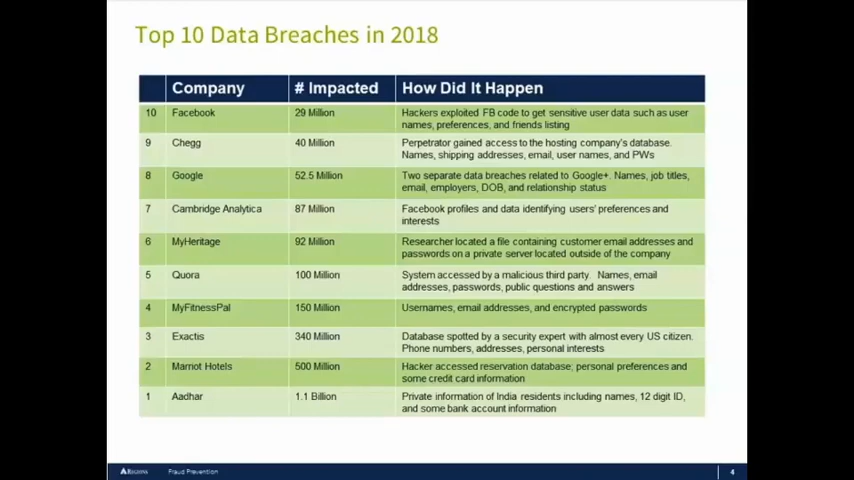 Top 10 Data Breaches in 2018
Company # Impacted How Did It Happen
10 Facebook 29 Million Hackers exploited FB code to get sensitive user data such as user
names, preferences, and friends listing
9 Chegg 40 Million Perpetrator gained access to the hosting company's database.
Names, shipping addresses, email, user names, and PWs
8 Google 52.5 Million Two separate data breaches related to Google+. Names, job titles,
email, employers, DOB, and relationship status
7 Cambridge Analytica 87 Million Facebook profiles and data identifying users' preferences and
interests
6 MyHeritage 92 Million Researcher located a file containing customer email addresses and
passwords on a private server located outside of the company
5 Quora 100 Million System accessed by a malicious third party. Names, email
addresses, passwords, public questions and answers
4 MyFitnessPal 150 Million Usernames, email addresses, and encrypted passwords
3 Exactis 340 Million Database spotted by a security expert with almost every US citizen.
Phone numbers, addresses, personal interests
2 Marriot Hotels 500 Million Hacker accessed reservation database; personal preferences and
some credit card information
1 Aadhar 1.1 Billion Private information of India residents including names, 12 digit ID,
and some bank account information
Regions Fraud Prevention 4